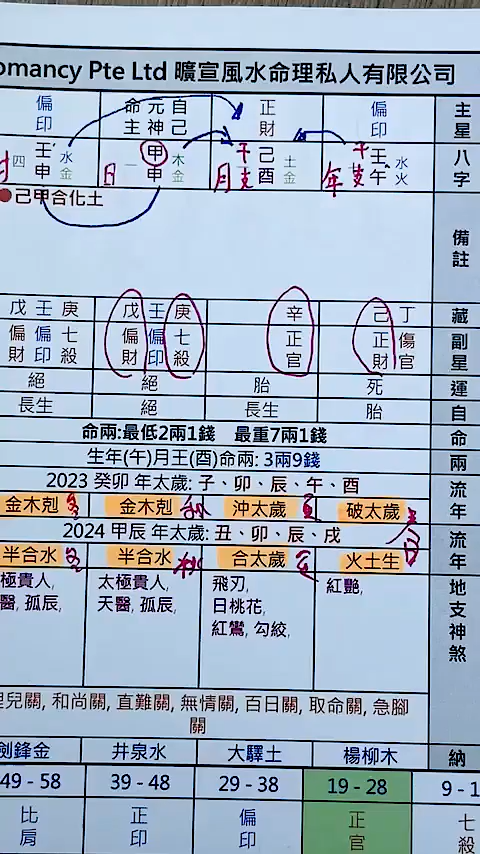 omancy Pte Ltd 曠宣風水命理私人有限公司
偏印 命主 元神 自己 正財 偏印 主星
時 四 壬申 水金 日 一 甲申 木金 月 干支 己酉 土金 年 干支 壬午 水火 八字
己甲合化土 備註
戊 壬 庚 戊 壬 庚 辛 己 丁 藏
偏財 偏印 七殺 偏財 偏印 七殺 正官 正財 傷官 副星
絕 絕 胎 死 運
長生 絕 長生 胎 自
命兩:最低2兩1錢 最重7兩1錢 命
生年(午)月王(酉)命兩: 3兩9錢 兩
2023 癸卯 年太歲: 子、卯、辰、午、酉 流年
金木剋 金木剋 沖太歲 破太歲
2024 甲辰 年太歲: 丑、卯、辰、戌 流年
半合水 半合水 合太歲 火土生
極貴人, 太極貴人, 飛刃, 紅艷, 地支神煞
醫, 孤辰, 天醫, 孤辰, 日桃花,
紅鸞, 勾絞,
兒關, 和尚關, 直難關, 無情關, 百日關, 取命關, 急腳
關
劍鋒金 井泉水 大驛土 楊柳木 納
49 - 58 39 - 48 29 - 38 19 - 28 9 - 1
比肩 正印 偏印 正官 七殺